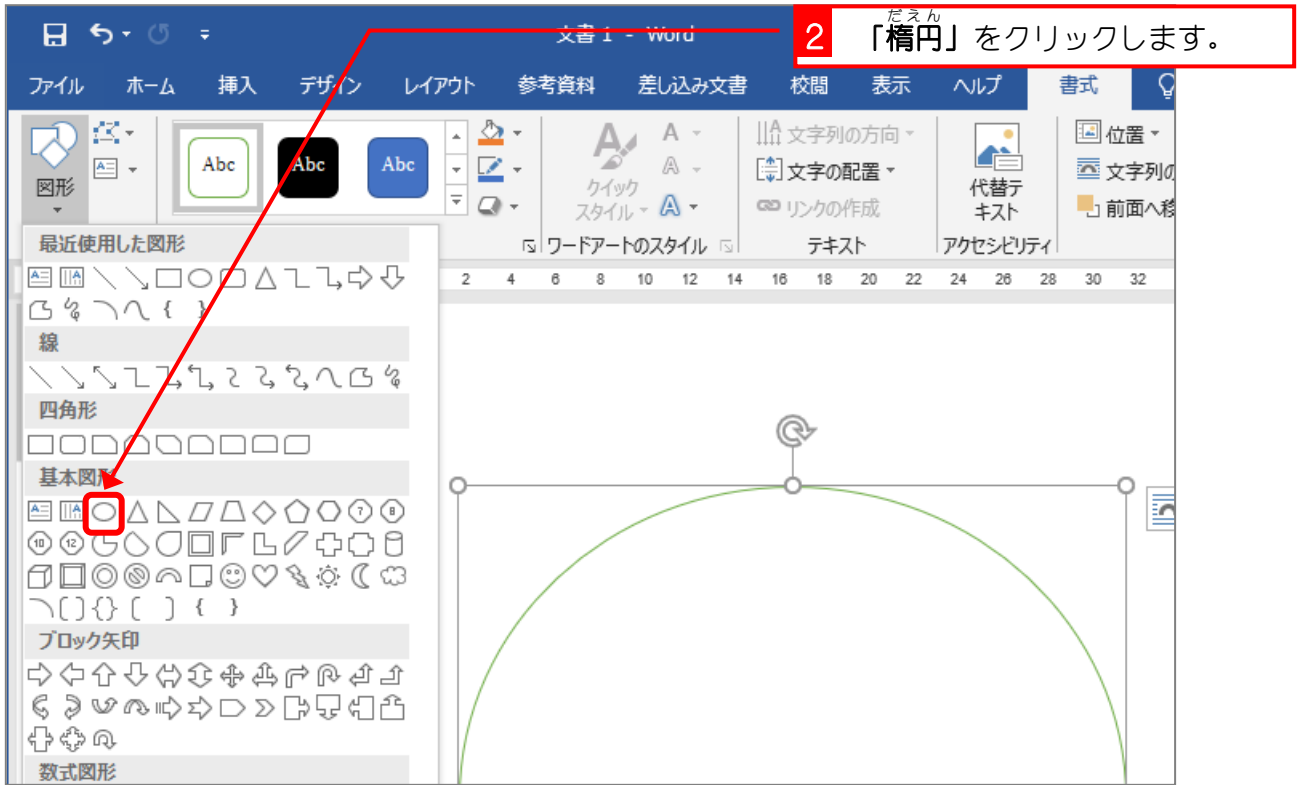 文書 1 - Word
2 「楕円」をクリックします。
だえん
ファイル ホーム 挿入 デザイン レイアウト 参考資料 差し込み文書 校閲 表示 ヘルプ 書式
Abc Abc Abc A A 文字列の方向 位置
図形 クイック スタイル A 文字の配置 代替テキスト 文字列の
リンクの作成 前面へ移
最近使用した図形 ワードアートのスタイル テキスト アクセシビリティ
2 4 6 8 10 12 14 16 18 20 22 24 26 28 30 32
線
四角形
基本図形
7 8
10 12
ブロック矢印
数式図形